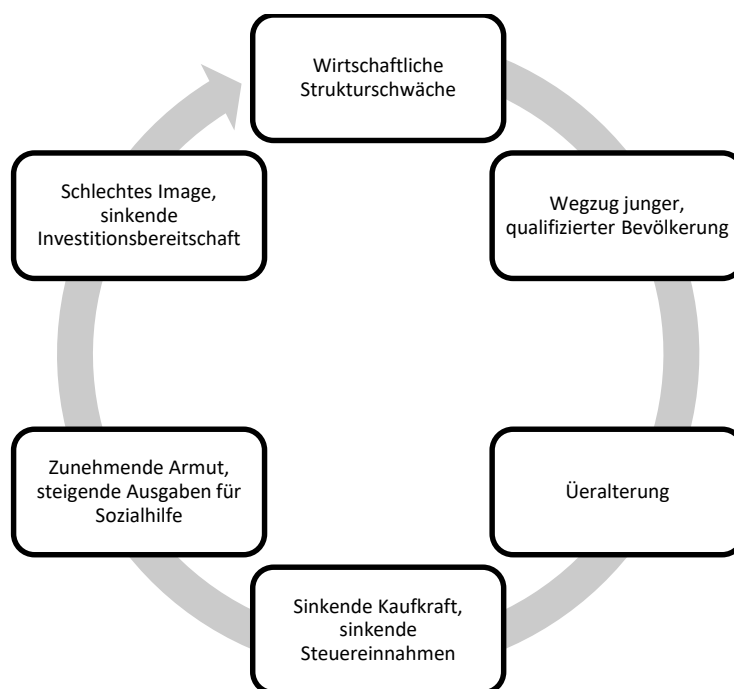 Wirtschaftliche
Strukturschwäche
Wegzug junger,
qualifizierter Bevölkerung
Üeralterung
Sinkende Kaufkraft,
sinkende
Steuereinnahmen
Zunehmende Armut,
steigende Ausgaben für
Sozialhilfe
Schlechtes Image,
sinkende
Investitionsbereitschaft